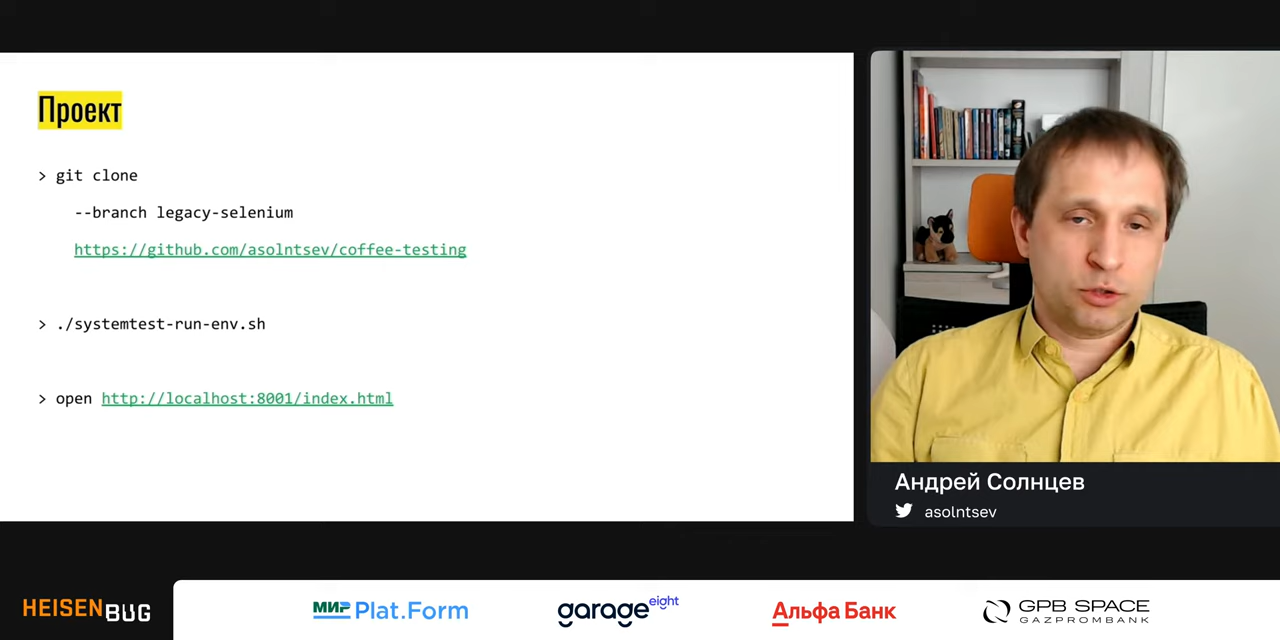 Проект
> git clone
--branch legacy-selenium
https://github.com/asolntsev/coffee-testing
> ./systemtest-run-env.sh
> open http://localhost:8001/index.html
Андрей Солнцев
asolntsev
HEISENBUG
МИР Plat.Form
garage eight
Альфа Банк
GPB SPACE
GAZPROMBANK